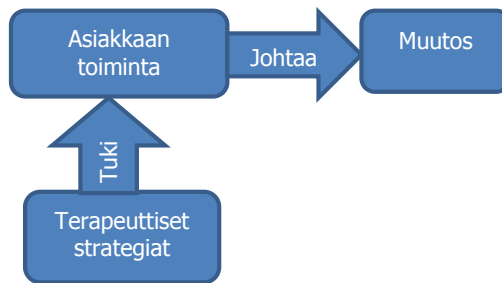 Asiakkaan
toiminta
Johtaa
Muutos
Tuki
Terapeuttiset
strategiat